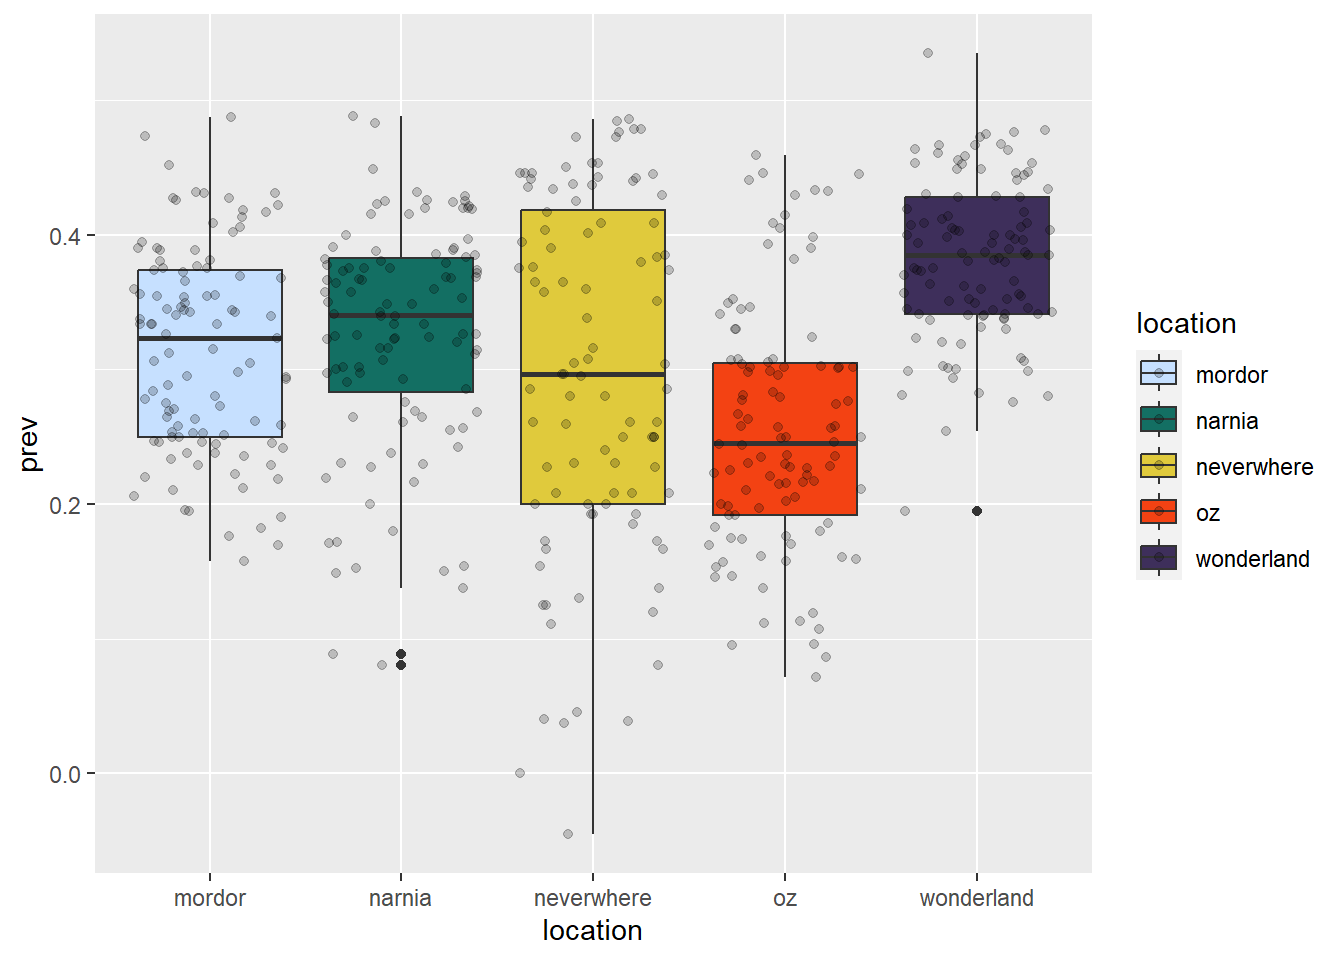 prev
0.4
0.2
0.0
mordor
narnia
neverwhere
oz
wonderland
location
location
mordor
narnia
neverwhere
oz
wonderland